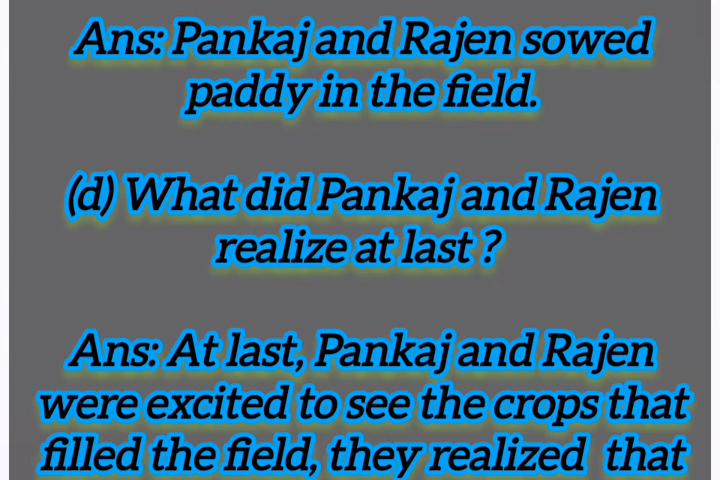 Ans: Pankaj and Rajen sowed
paddy in the field.
(d) What did Pankaj and Rajen
realize at last ?
Ans: At last, Pankaj and Rajen
were excited to see the crops that
filled the field, they realized that